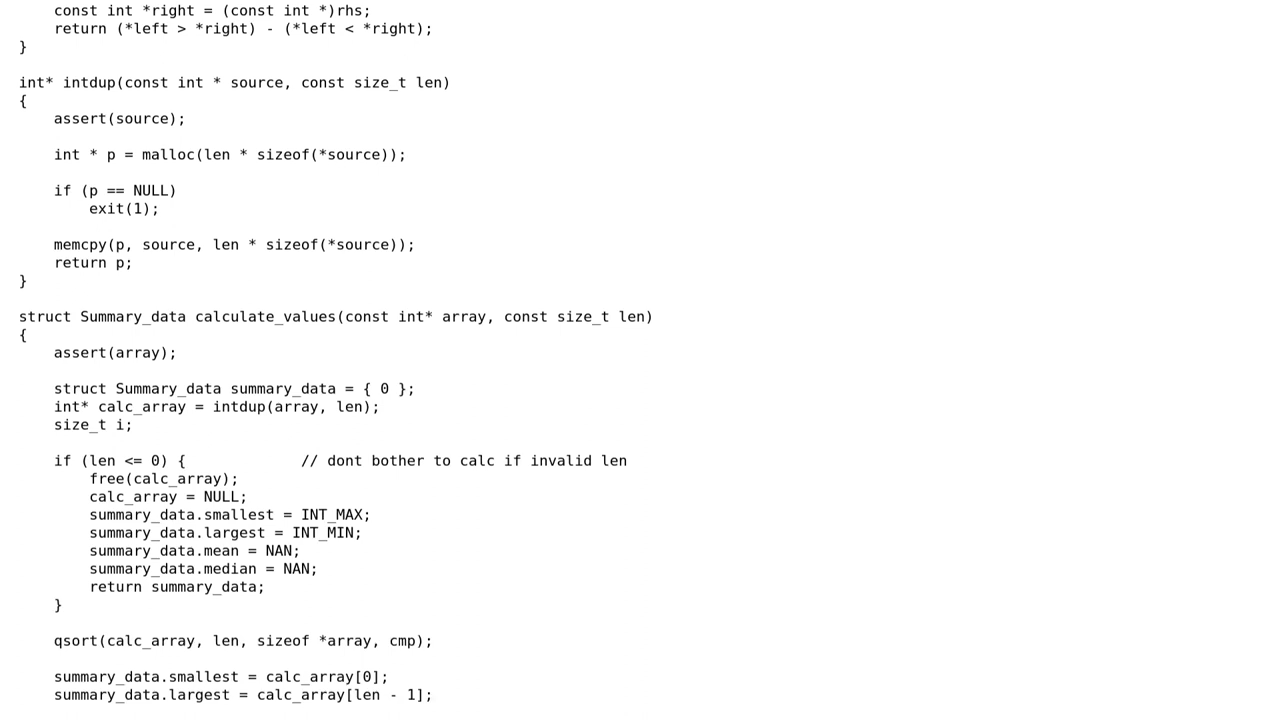 const int *right = (const int *)rhs;
    return (*left > *right) - (*left < *right);
}

int* intdup(const int * source, const size_t len)
{
    assert(source);

    int * p = malloc(len * sizeof(*source));

    if (p == NULL)
        exit(1);

    memcpy(p, source, len * sizeof(*source));
    return p;
}

struct Summary_data calculate_values(const int* array, const size_t len)
{
    assert(array);

    struct Summary_data summary_data = { 0 };
    int* calc_array = intdup(array, len);
    size_t i;

    if (len <= 0) {             // dont bother to calc if invalid len
        free(calc_array);
        calc_array = NULL;
        summary_data.smallest = INT_MAX;
        summary_data.largest = INT_MIN;
        summary_data.mean = NAN;
        summary_data.median = NAN;
        return summary_data;
    }

    qsort(calc_array, len, sizeof *array, cmp);

    summary_data.smallest = calc_array[0];
    summary_data.largest = calc_array[len - 1];